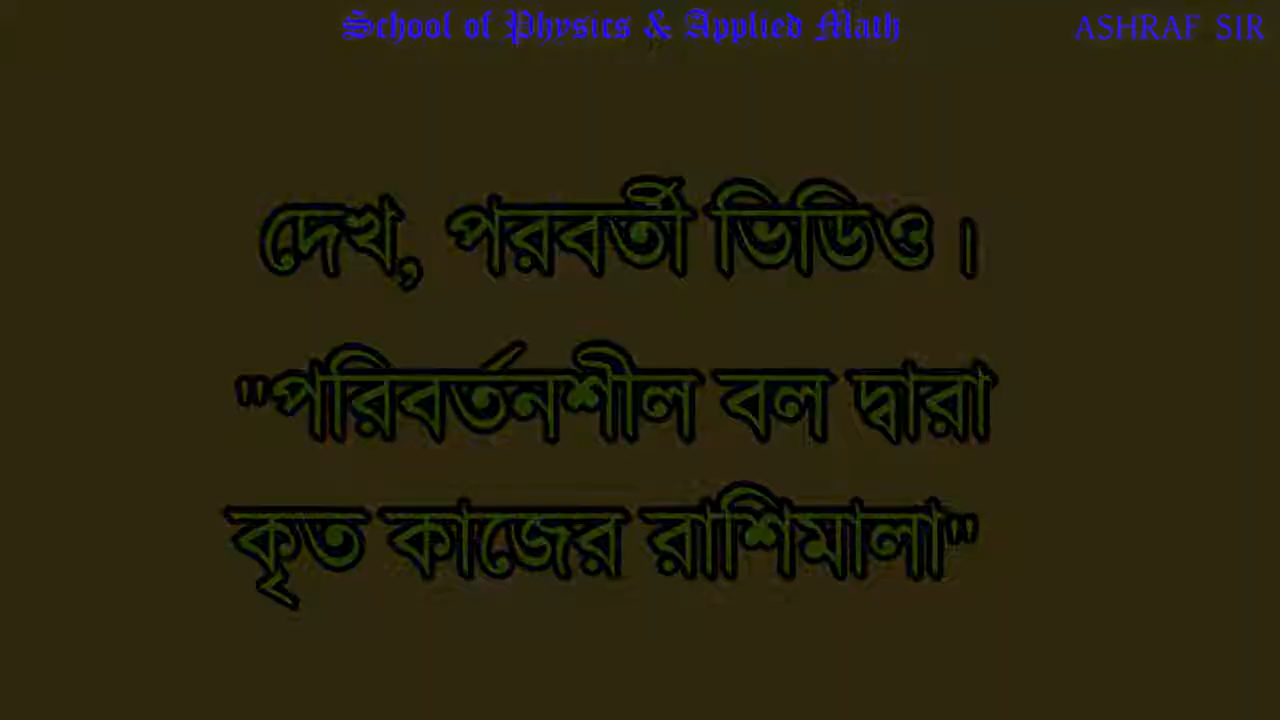 School of Physics & Applied Math ASHRAF SIR
দেখ, পরবর্তী ভিডিও।
"পরিবর্তনশীল বল দ্বারা
কৃত কাজের রাশিমালা"